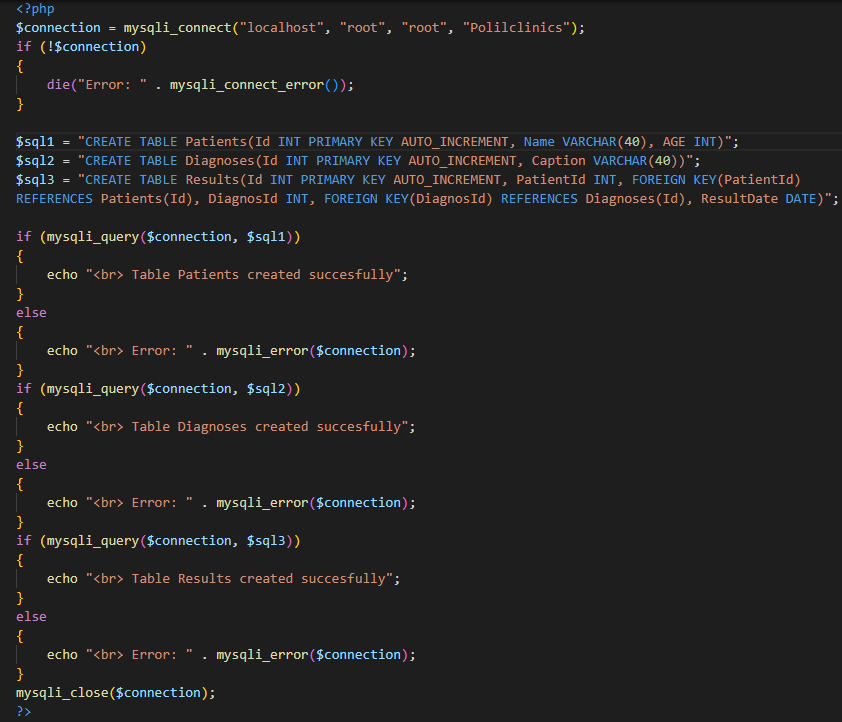 <?php
$connection = mysqli_connect("localhost", "root", "root", "Polilclinics");
if (!$connection)
{
    die("Error: " . mysqli_connect_error());
}
$sql1 = "CREATE TABLE Patients(Id INT PRIMARY KEY AUTO_INCREMENT, Name VARCHAR(40), AGE INT)";
$sql2 = "CREATE TABLE Diagnoses(Id INT PRIMARY KEY AUTO_INCREMENT, Caption VARCHAR(40))";
$sql3 = "CREATE TABLE Results(Id INT PRIMARY KEY AUTO_INCREMENT, PatientId INT, FOREIGN KEY(PatientId)
REFERENCES Patients(Id), DiagnosId INT, FOREIGN KEY(DiagnosId) REFERENCES Diagnoses(Id), ResultDate DATE)";
if (mysqli_query($connection, $sql1))
{
    echo "<br> Table Patients created succesfully";
}
else
{
    echo "<br> Error: " . mysqli_error($connection);
}
if (mysqli_query($connection, $sql2))
{
    echo "<br> Table Diagnoses created succesfully";
}
else
{
    echo "<br> Error: " . mysqli_error($connection);
}
if (mysqli_query($connection, $sql3))
{
    echo "<br> Table Results created succesfully";
}
else
{
    echo "<br> Error: " . mysqli_error($connection);
}
mysqli_close($connection);
?>